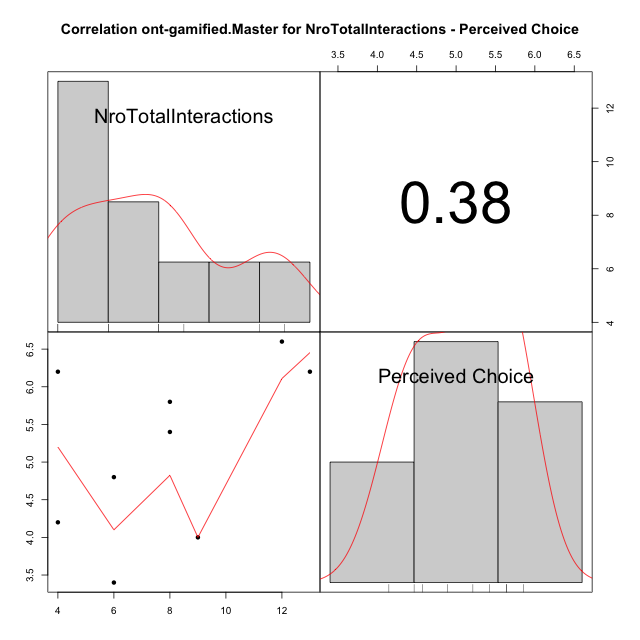 Correlation ont-gamified.Master for NroTotalInteractions - Perceived Choice
3.5 4.0 4.5 5.0 5.5 6.0 6.5
NroTotalInteractions
0.38
12
10
8
6
4
6.5
6.0
5.5
5.0
4.5
4.0
3.5
Perceived Choice
4 6 8 10 12